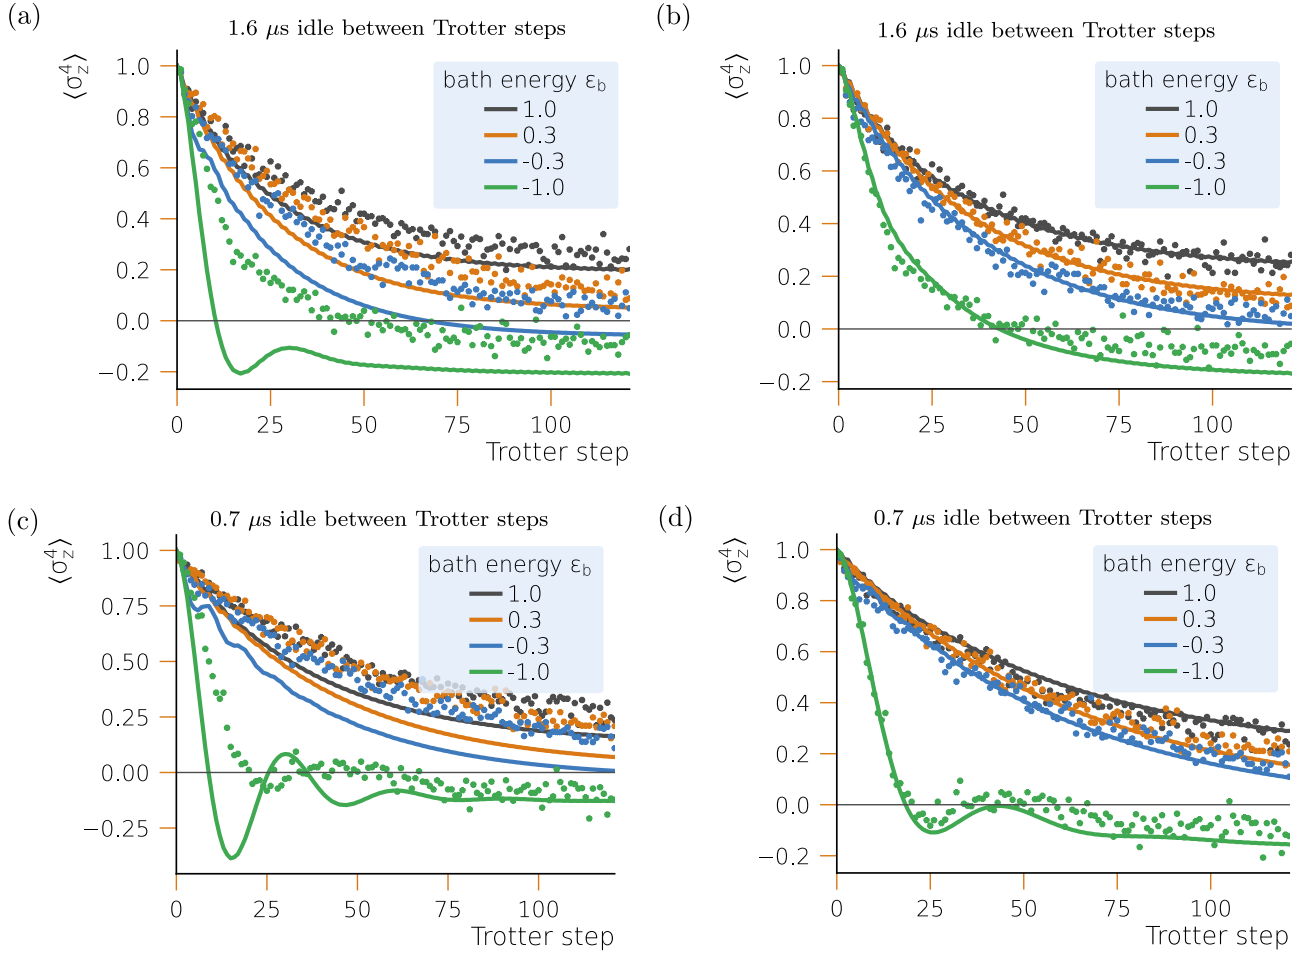 (a)
1.6 μs idle between Trotter steps
⟨σ_z^4⟩
1.0
0.8
0.6
0.4
0.2
0.0
−0.2
bath energy ε_b
1.0
0.3
-0.3
-1.0
0 25 50 75 100
Trotter step
(b)
1.6 μs idle between Trotter steps
⟨σ_z^4⟩
1.0
0.8
0.6
0.4
0.2
0.0
−0.2
bath energy ε_b
1.0
0.3
-0.3
-1.0
0 25 50 75 100
Trotter step
(c)
0.7 μs idle between Trotter steps
⟨σ_z^4⟩
1.00
0.75
0.50
0.25
0.00
−0.25
bath energy ε_b
1.0
0.3
-0.3
-1.0
0 25 50 75 100
Trotter step
(d)
0.7 μs idle between Trotter steps
⟨σ_z^4⟩
1.0
0.8
0.6
0.4
0.2
0.0
−0.2
bath energy ε_b
1.0
0.3
-0.3
-1.0
0 25 50 75 100
Trotter step